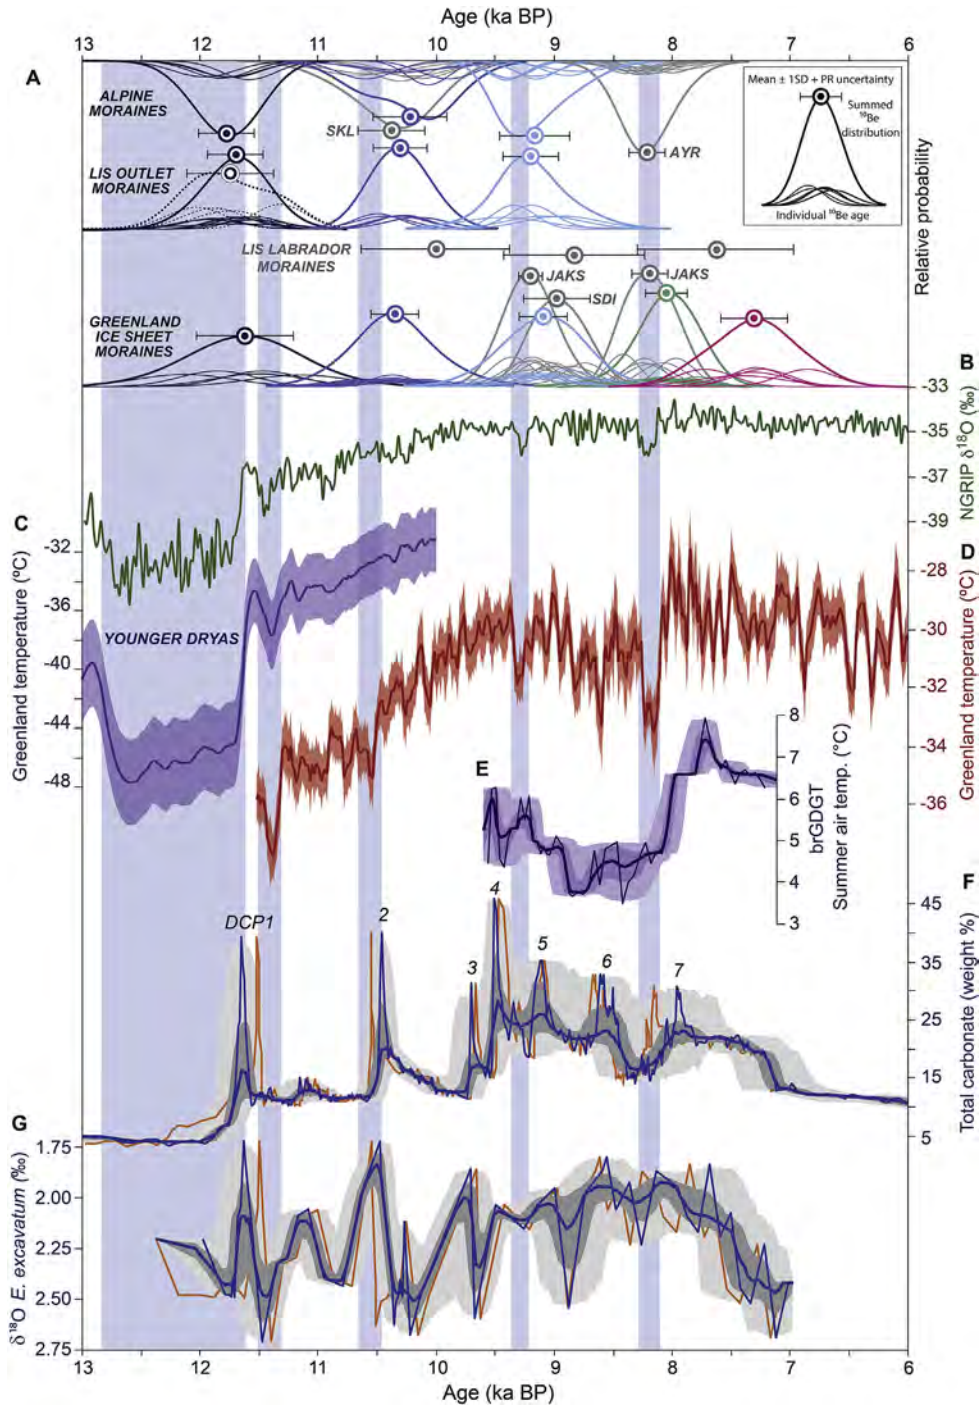 Age (ka BP)
13 12 11 10 9 8 7 6
A
ALPINE
MORAINES
SKL
AYR
Mean ± 1SD + PR uncertainty
Summed
¹⁰Be
distribution
Individual ¹⁰Be age
LIS OUTLET
MORAINES
Relative probability
LIS LABRADOR
MORAINES
JAKS
JAKS
SDI
GREENLAND
ICE SHEET
MORAINES
B
-33
-35
-37
-39
NGRIP δ¹⁸O (‰)
C
-32
-36
-40
-44
-48
Greenland temperature (ºC)
YOUNGER DRYAS
D
-28
-30
-32
-34
-36
Greenland temperature (°C)
E
8
7
6
5
4
3
brGDGT
Summer air temp. (°C)
F
45
35
25
15
5
Total carbonate (weight %)
DCP1
2
3
4
5
6
7
G
1.75
2.00
2.25
2.50
2.75
δ¹⁸O E. excavatum (‰)
13 12 11 10 9 8 7 6
Age (ka BP)